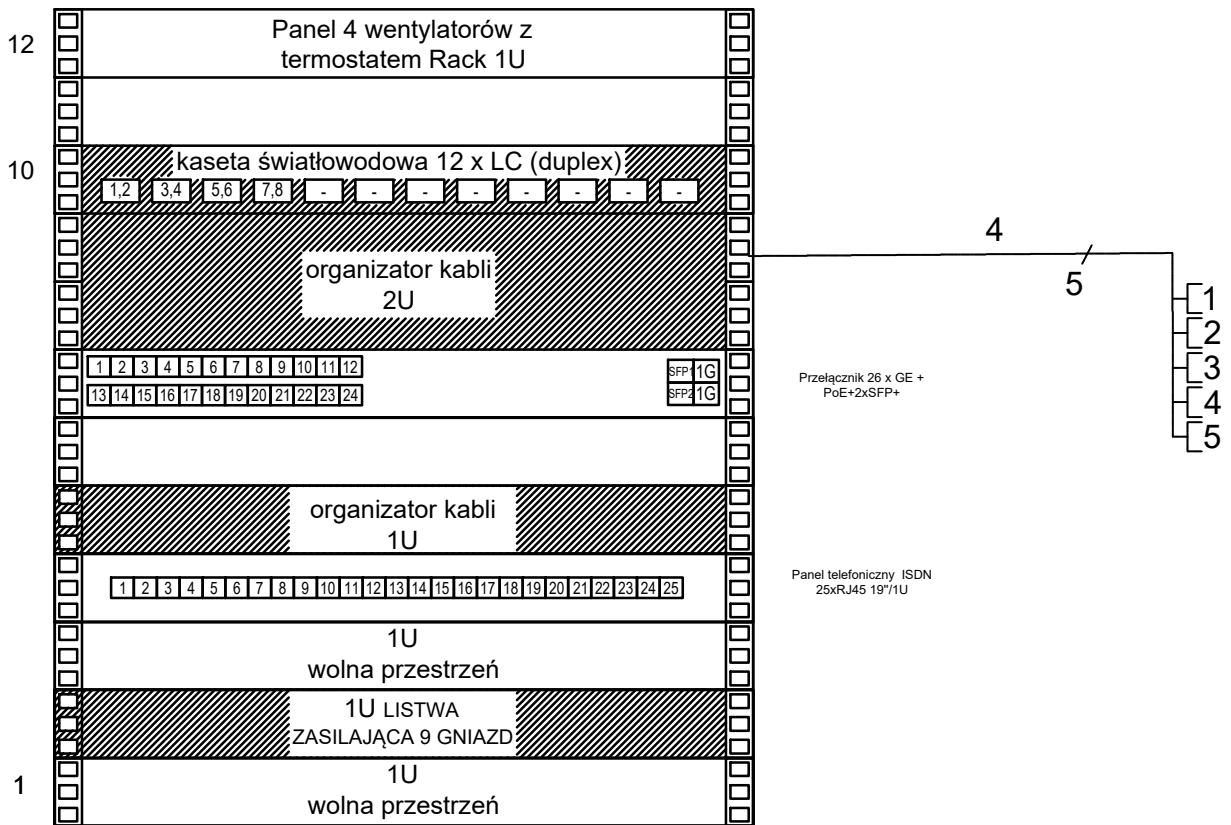 12
Panel 4 wentylatorów z
termostatem Rack 1U
10
kaseta światłowodowa 12 x LC (duplex)
1,2 3,4 5,6 7,8 - - - - - - - -
organizator kabli
2U
4
5
1
2
3
4
5
1 2 3 4 5 6 7 8 9 10 11 12
SFP1 1G
13 14 15 16 17 18 19 20 21 22 23 24
SFP2 1G
Przełącznik 26 x GE +
PoE+2xSFP+
organizator kabli
1U
1 2 3 4 5 6 7 8 9 10 11 12 13 14 15 16 17 18 19 20 21 22 23 24 25
Panel telefoniczny ISDN
25xRJ45 19"/1U
1U
wolna przestrzeń
1U LISTWA
ZASILAJĄCA 9 GNIAZD
1
1U
wolna przestrzeń